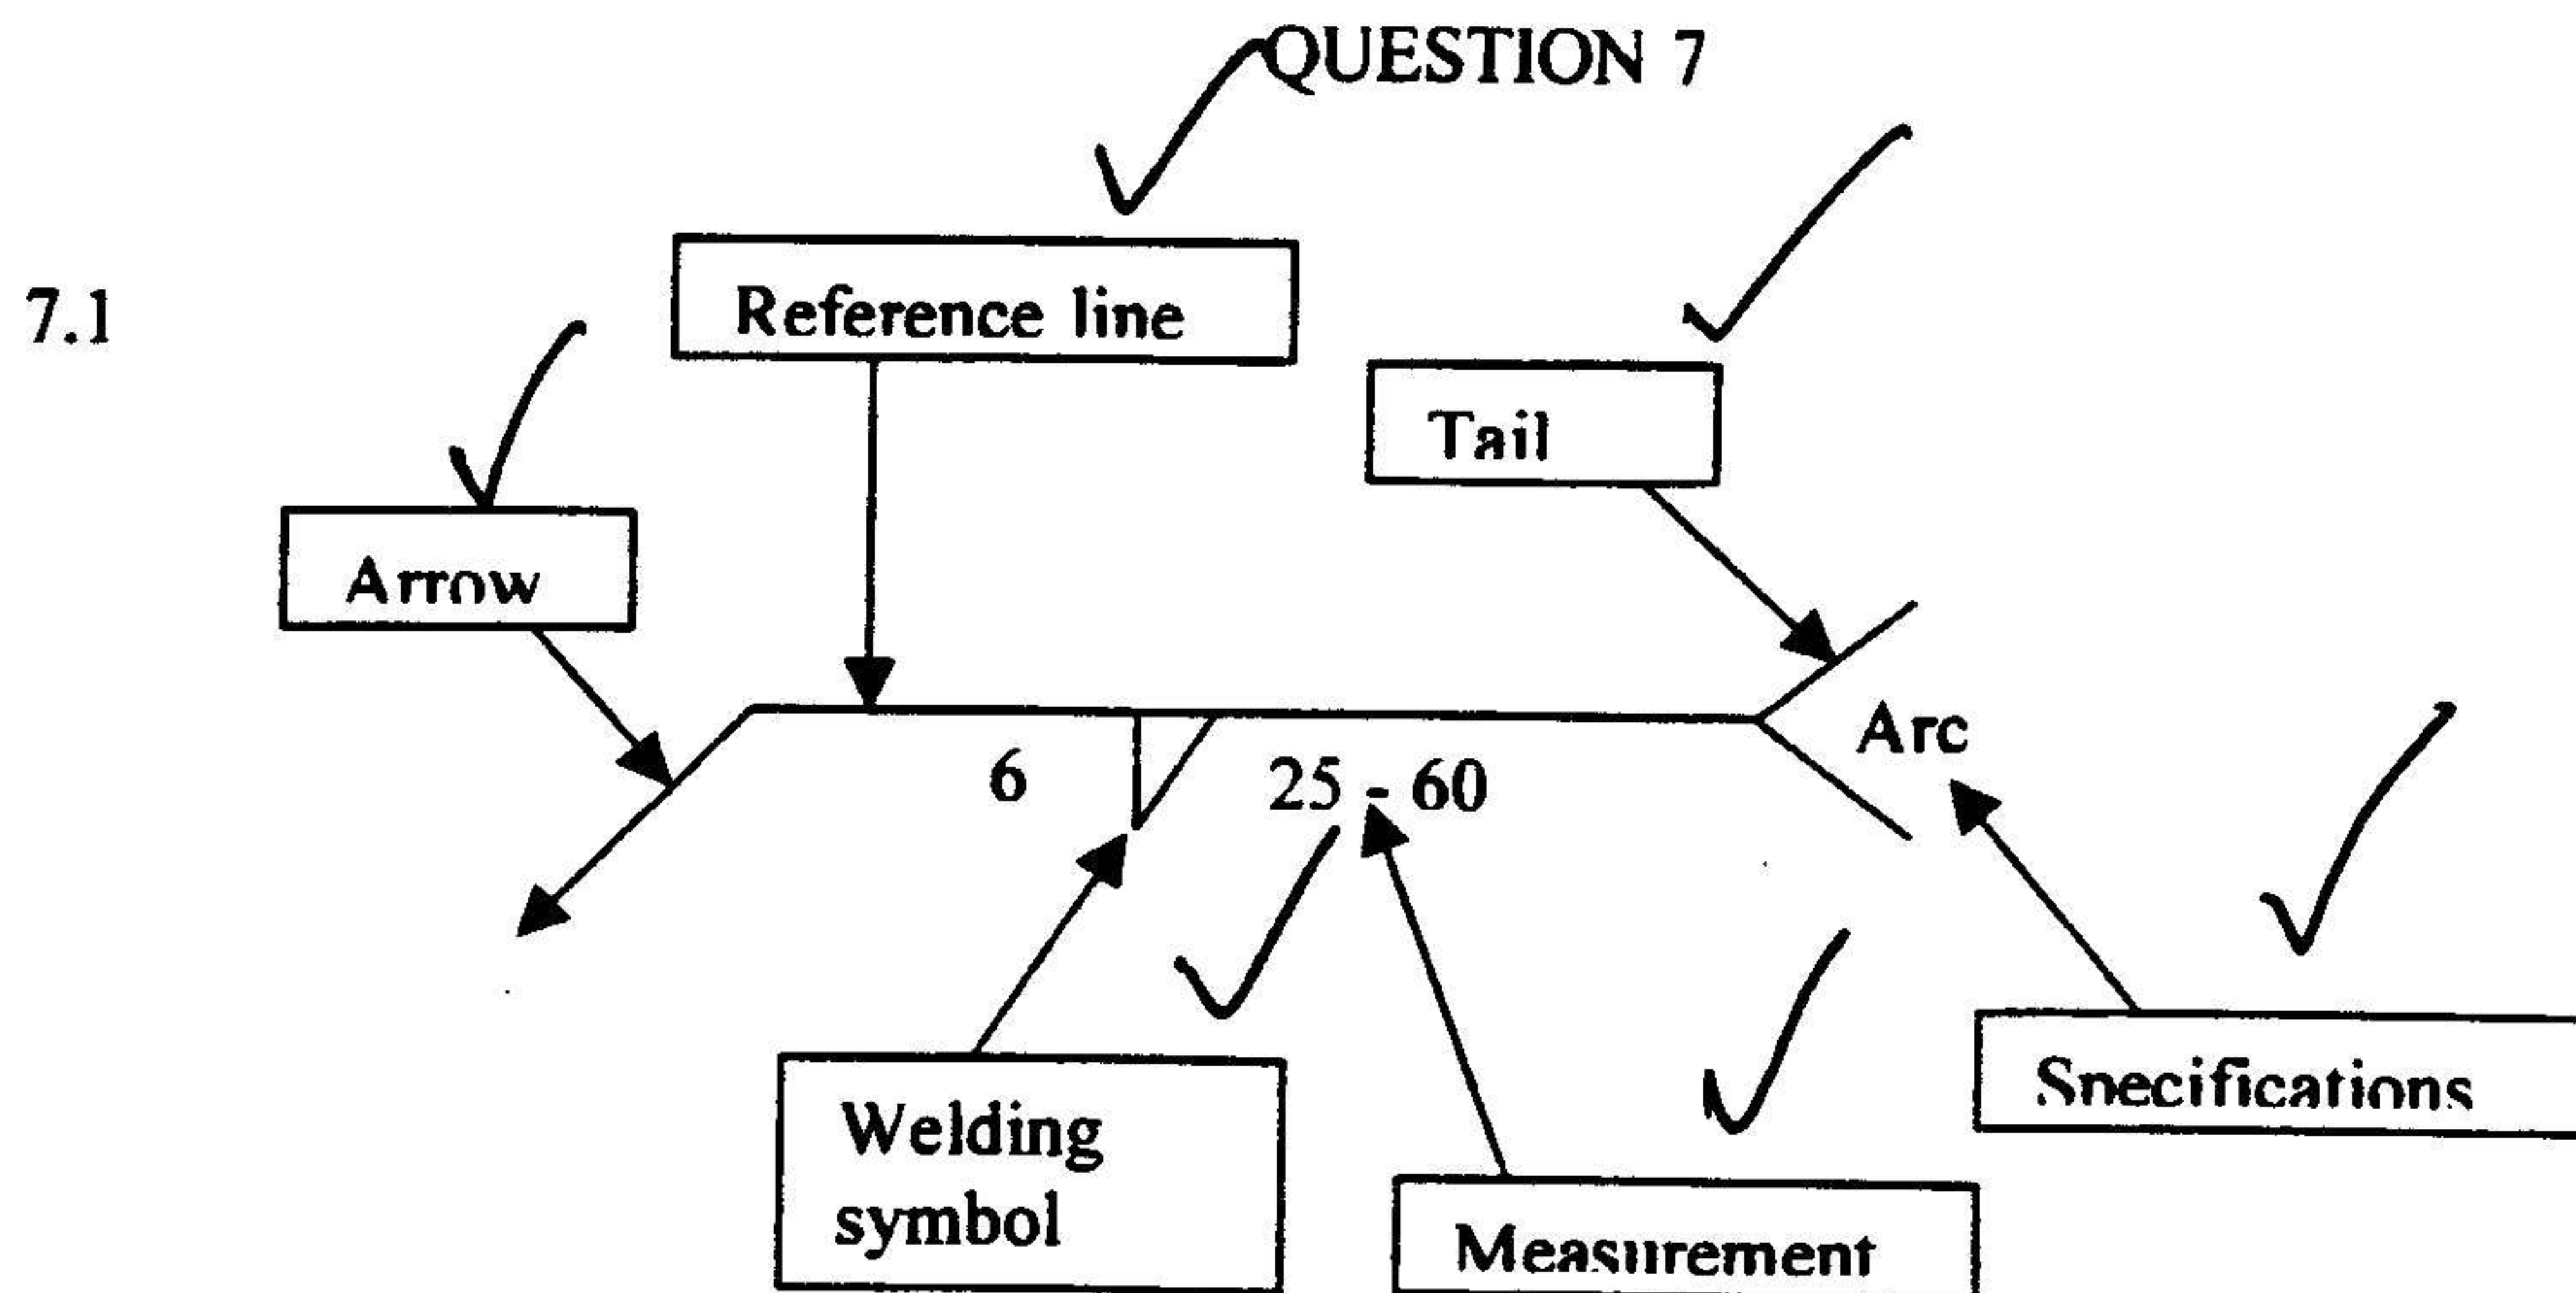 QUESTION 7
7.1
Reference line
Tail
Arrow
Arc
6
25 - 60
Welding
symbol
Specifications
Measurement